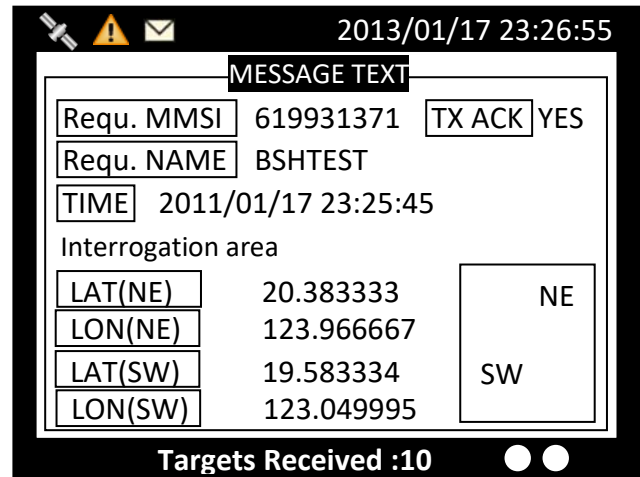 2013/01/17 23:26:55
MESSAGE TEXT
Requ. MMSI 619931371 TX ACK YES
Requ. NAME BSHTEST
TIME 2011/01/17 23:25:45
Interrogation area
LAT(NE) 20.383333 NE
LON(NE) 123.966667
LAT(SW) 19.583334 SW
LON(SW) 123.049995
Targets Received :10